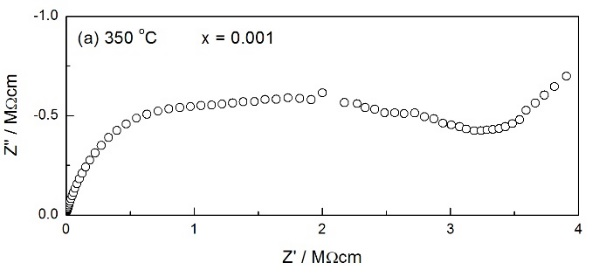 -1.0
(a) 350 °C x = 0.001
Z'' / MΩcm
-0.5
0.0
0 1 2 3 4
Z' / MΩcm